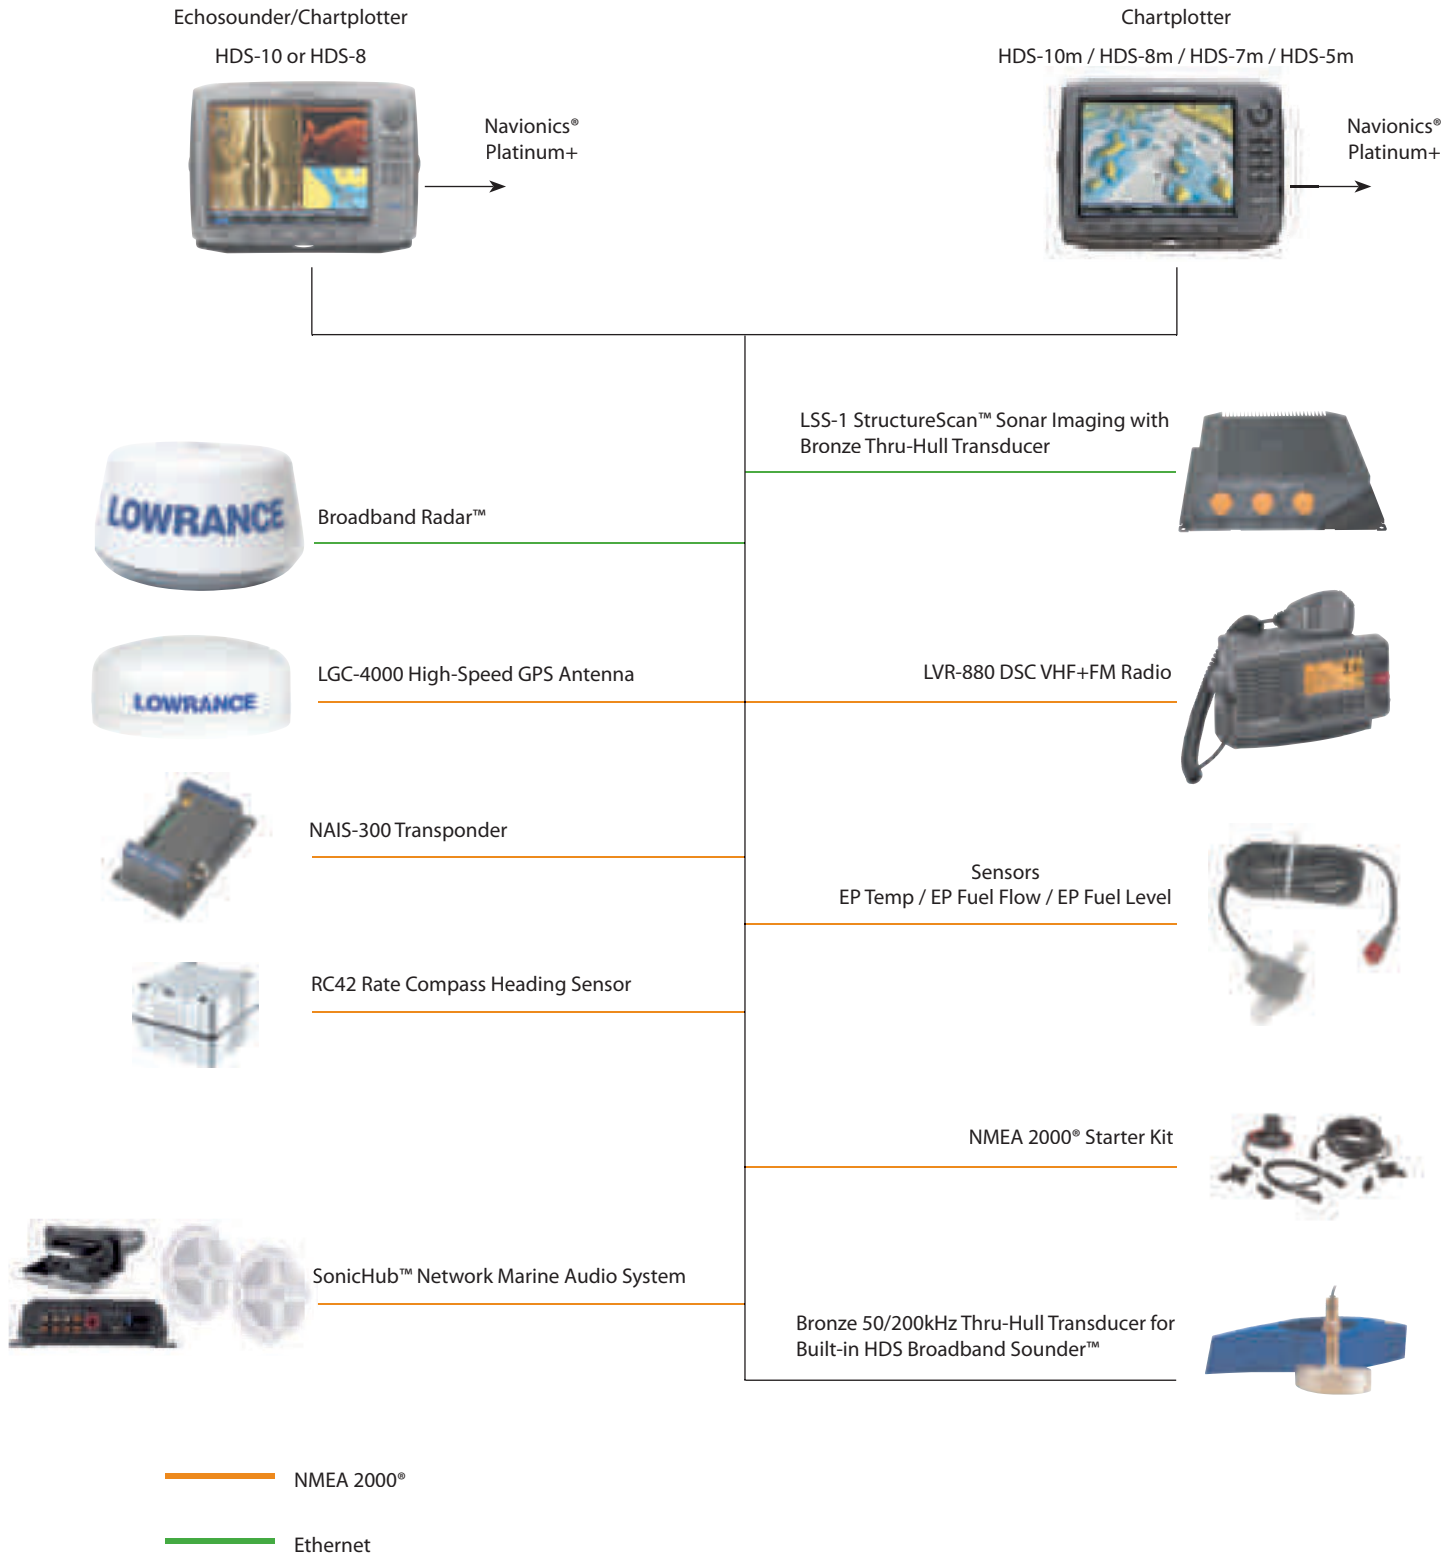 Echosounder/Chartplotter
HDS-10 or HDS-8
Navionics®
Platinum+
Chartplotter
HDS-10m / HDS-8m / HDS-7m / HDS-5m
Navionics®
Platinum+
LSS-1 StructureScan™ Sonar Imaging with
Bronze Thru-Hull Transducer
LOWRANCE
Broadband Radar™
LOWRANCE
LGC-4000 High-Speed GPS Antenna
LVR-880 DSC VHF+FM Radio
NAIS-300 Transponder
Sensors
EP Temp / EP Fuel Flow / EP Fuel Level
RC42 Rate Compass Heading Sensor
NMEA 2000® Starter Kit
SonicHub™ Network Marine Audio System
Bronze 50/200kHz Thru-Hull Transducer for
Built-in HDS Broadband Sounder™
NMEA 2000®
Ethernet